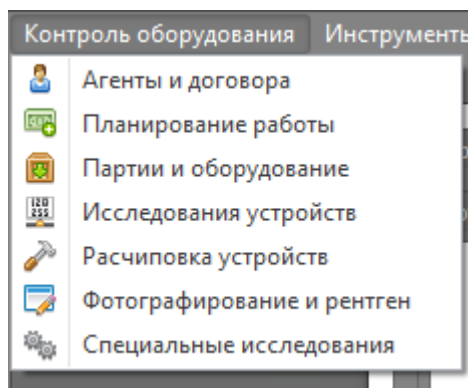 Контроль оборудования Инструменты
Агенты и договора
Планирование работы
Партии и оборудование
Исследования устройств
Расчиповка устройств
Фотографирование и рентген
Специальные исследования